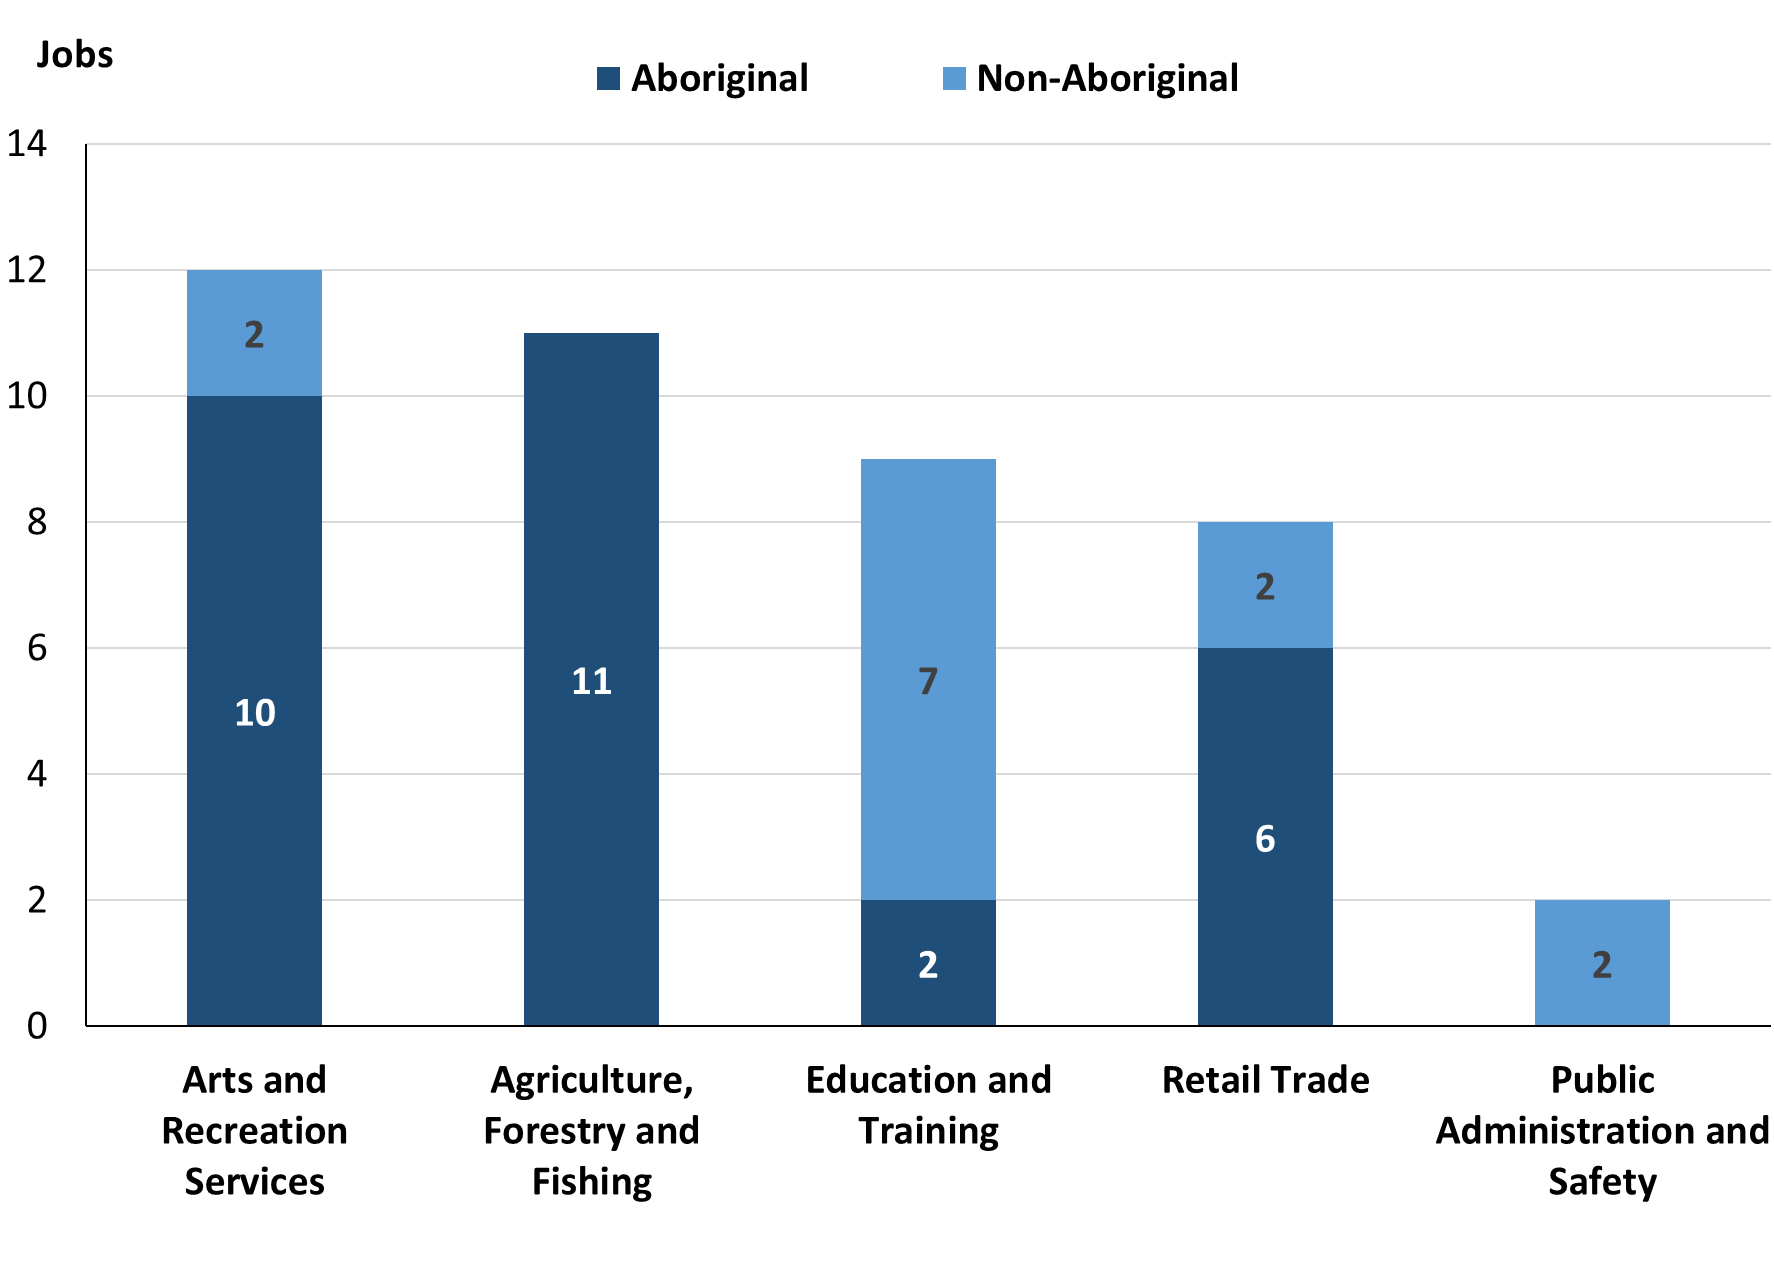 Jobs
Aboriginal
Non-Aboriginal
14
12
10
8
6
4
2
0
2
10
11
7
2
2
6
2
Arts and
Recreation
Services
Agriculture,
Forestry and
Fishing
Education and
Training
Retail Trade
Public
Administration and
Safety